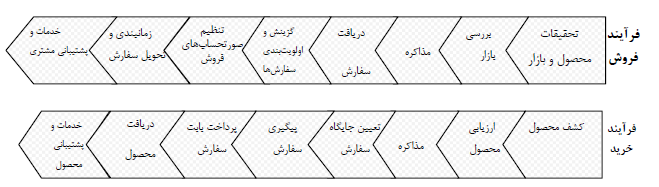 فرآیند
فروش
تحقیقات
محصول و بازار
بررسی
بازار
مذاکره
دریافت
سفارش
گزینش و
اولویت‌بندی
سفارش‌ها
تنظیم
صورتحساب‌های
فروش
زمانبندی و
تحویل سفارش
خدمات و
پشتیبانی مشتری
فرآیند
خرید
کشف محصول
ارزیابی
محصول
مذاکره
تعیین جایگاه
سفارش
پیگیری
سفارش
پرداخت بابت
سفارش
دریافت
محصول
خدمات و
پشتیبانی
محصول